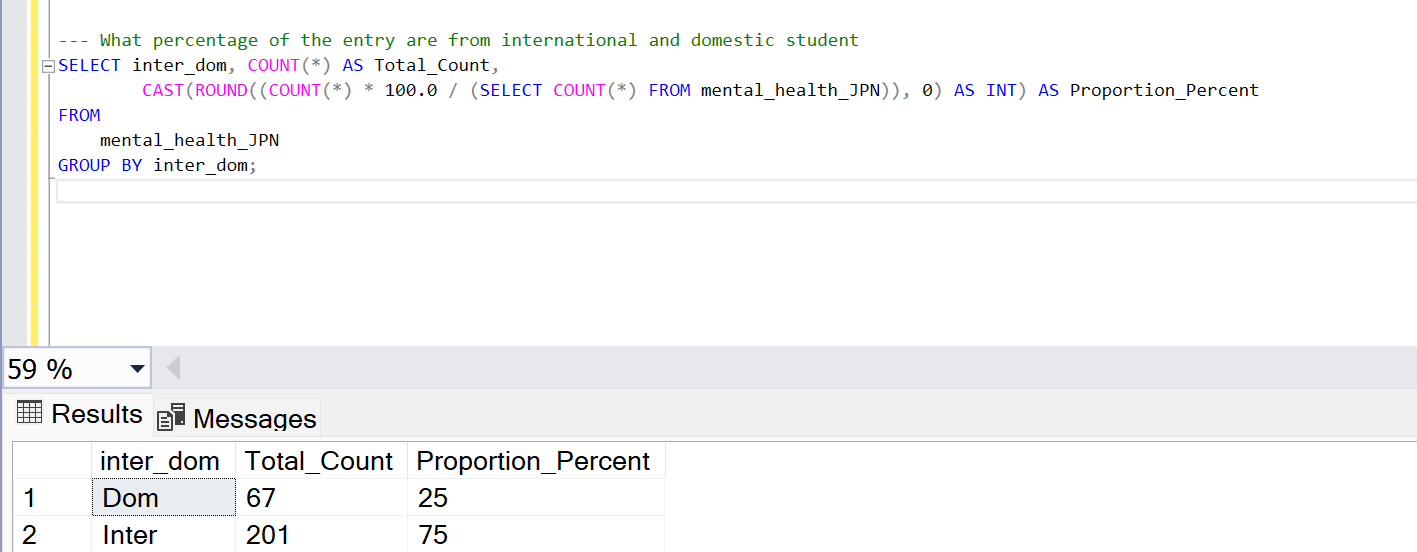 --- What percentage of the entry are from international and domestic student
SELECT inter_dom, COUNT(*) AS Total_Count,
CAST(ROUND((COUNT(*) * 100.0 / (SELECT COUNT(*) FROM mental_health_JPN)), 0) AS INT) AS Proportion_Percent
FROM
mental_health_JPN
GROUP BY inter_dom;
59 %
Results Messages
inter_dom Total_Count Proportion_Percent
1 Dom 67 25
2 Inter 201 75